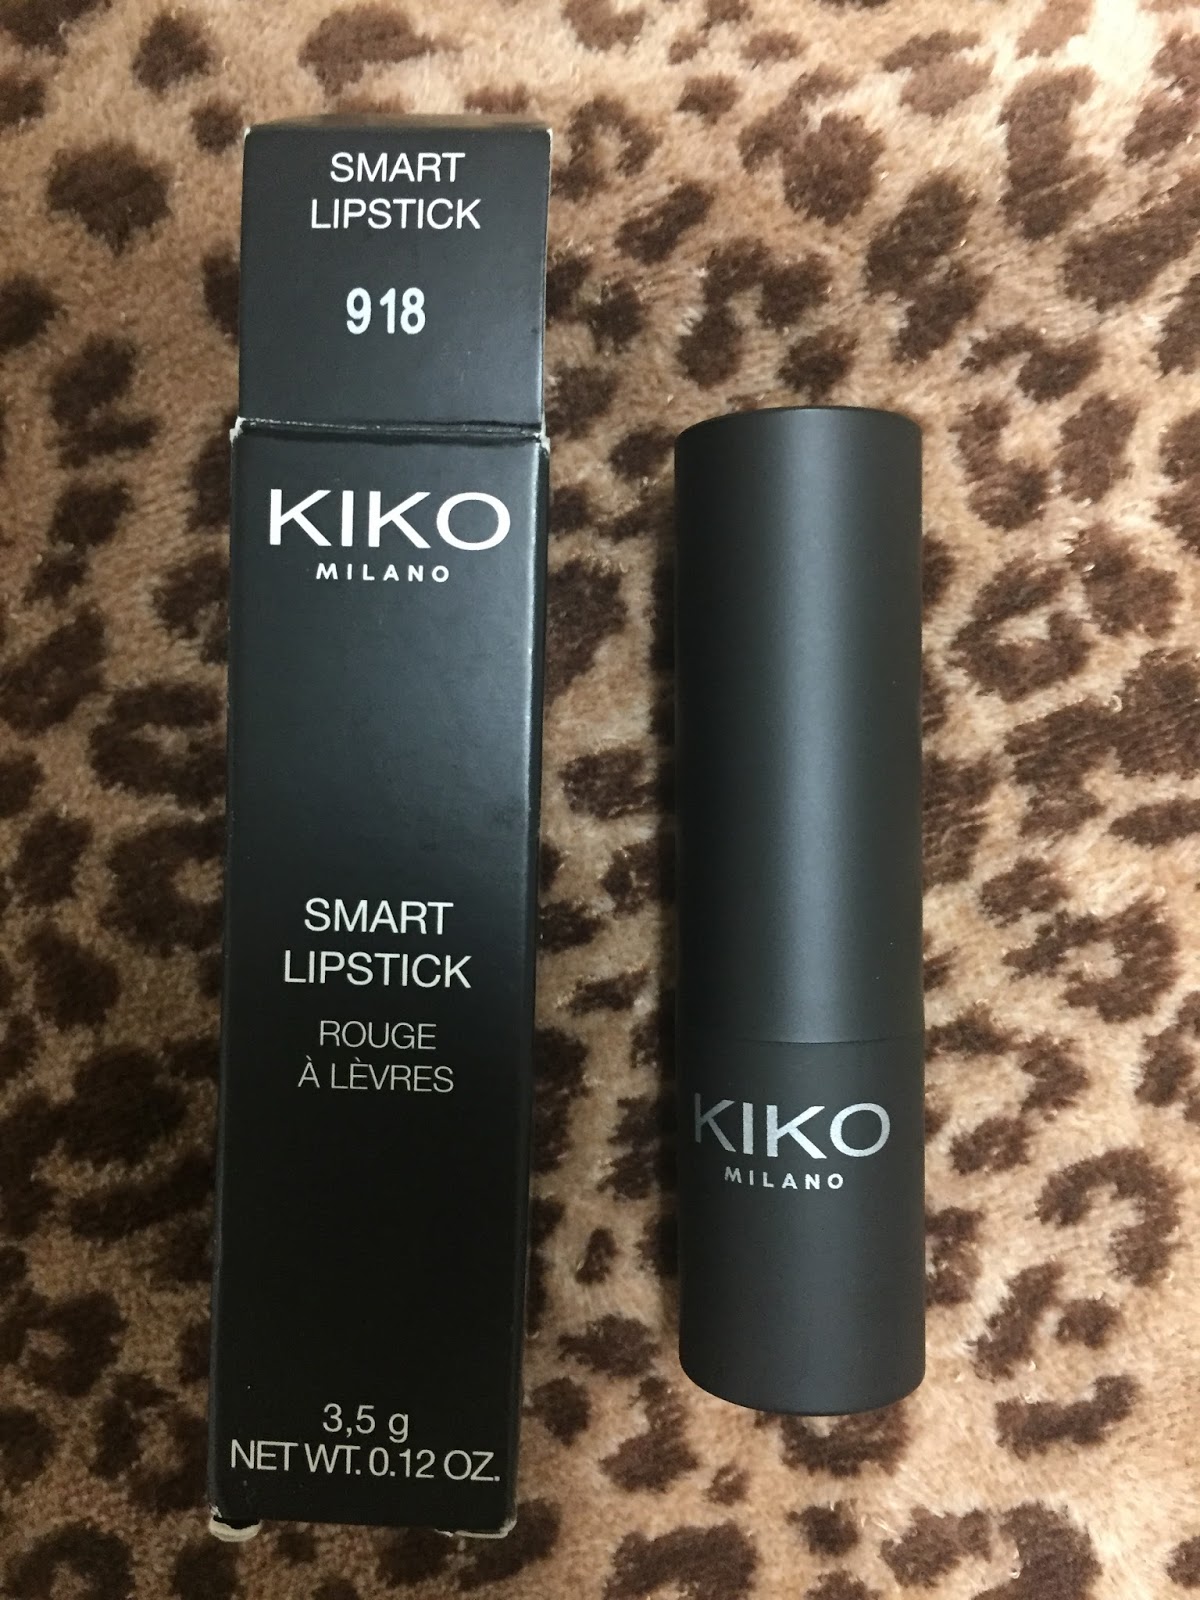 SMART
LIPSTICK
918
KIKO
MILANO
SMART
LIPSTICK
ROUGE
À LÈVRES
3,5 g
NET WT. 0.12 OZ.
KIKO
MILANO